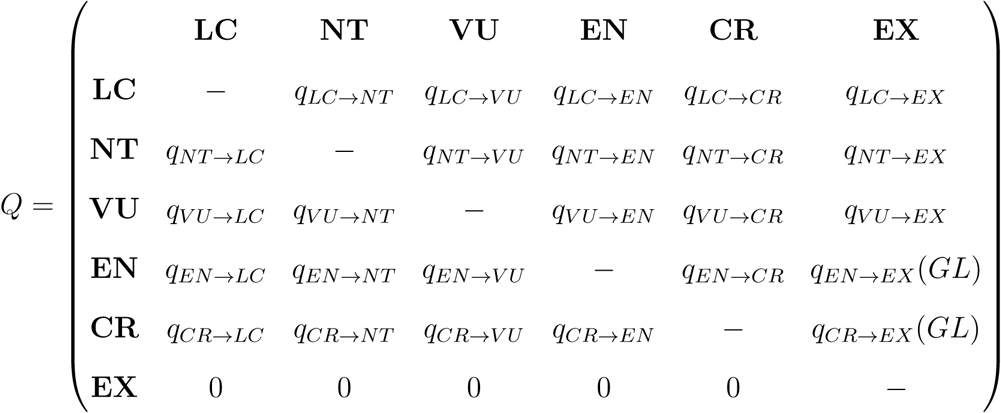 LC NT VU EN CR EX
LC − q_{LC→NT} q_{LC→VU} q_{LC→EN} q_{LC→CR} q_{LC→EX}
NT q_{NT→LC} − q_{NT→VU} q_{NT→EN} q_{NT→CR} q_{NT→EX}
Q = VU q_{VU→LC} q_{VU→NT} − q_{VU→EN} q_{VU→CR} q_{VU→EX}
EN q_{EN→LC} q_{EN→NT} q_{EN→VU} − q_{EN→CR} q_{EN→EX}(GL)
CR q_{CR→LC} q_{CR→NT} q_{CR→VU} q_{CR→EN} − q_{CR→EX}(GL)
EX 0 0 0 0 0 −